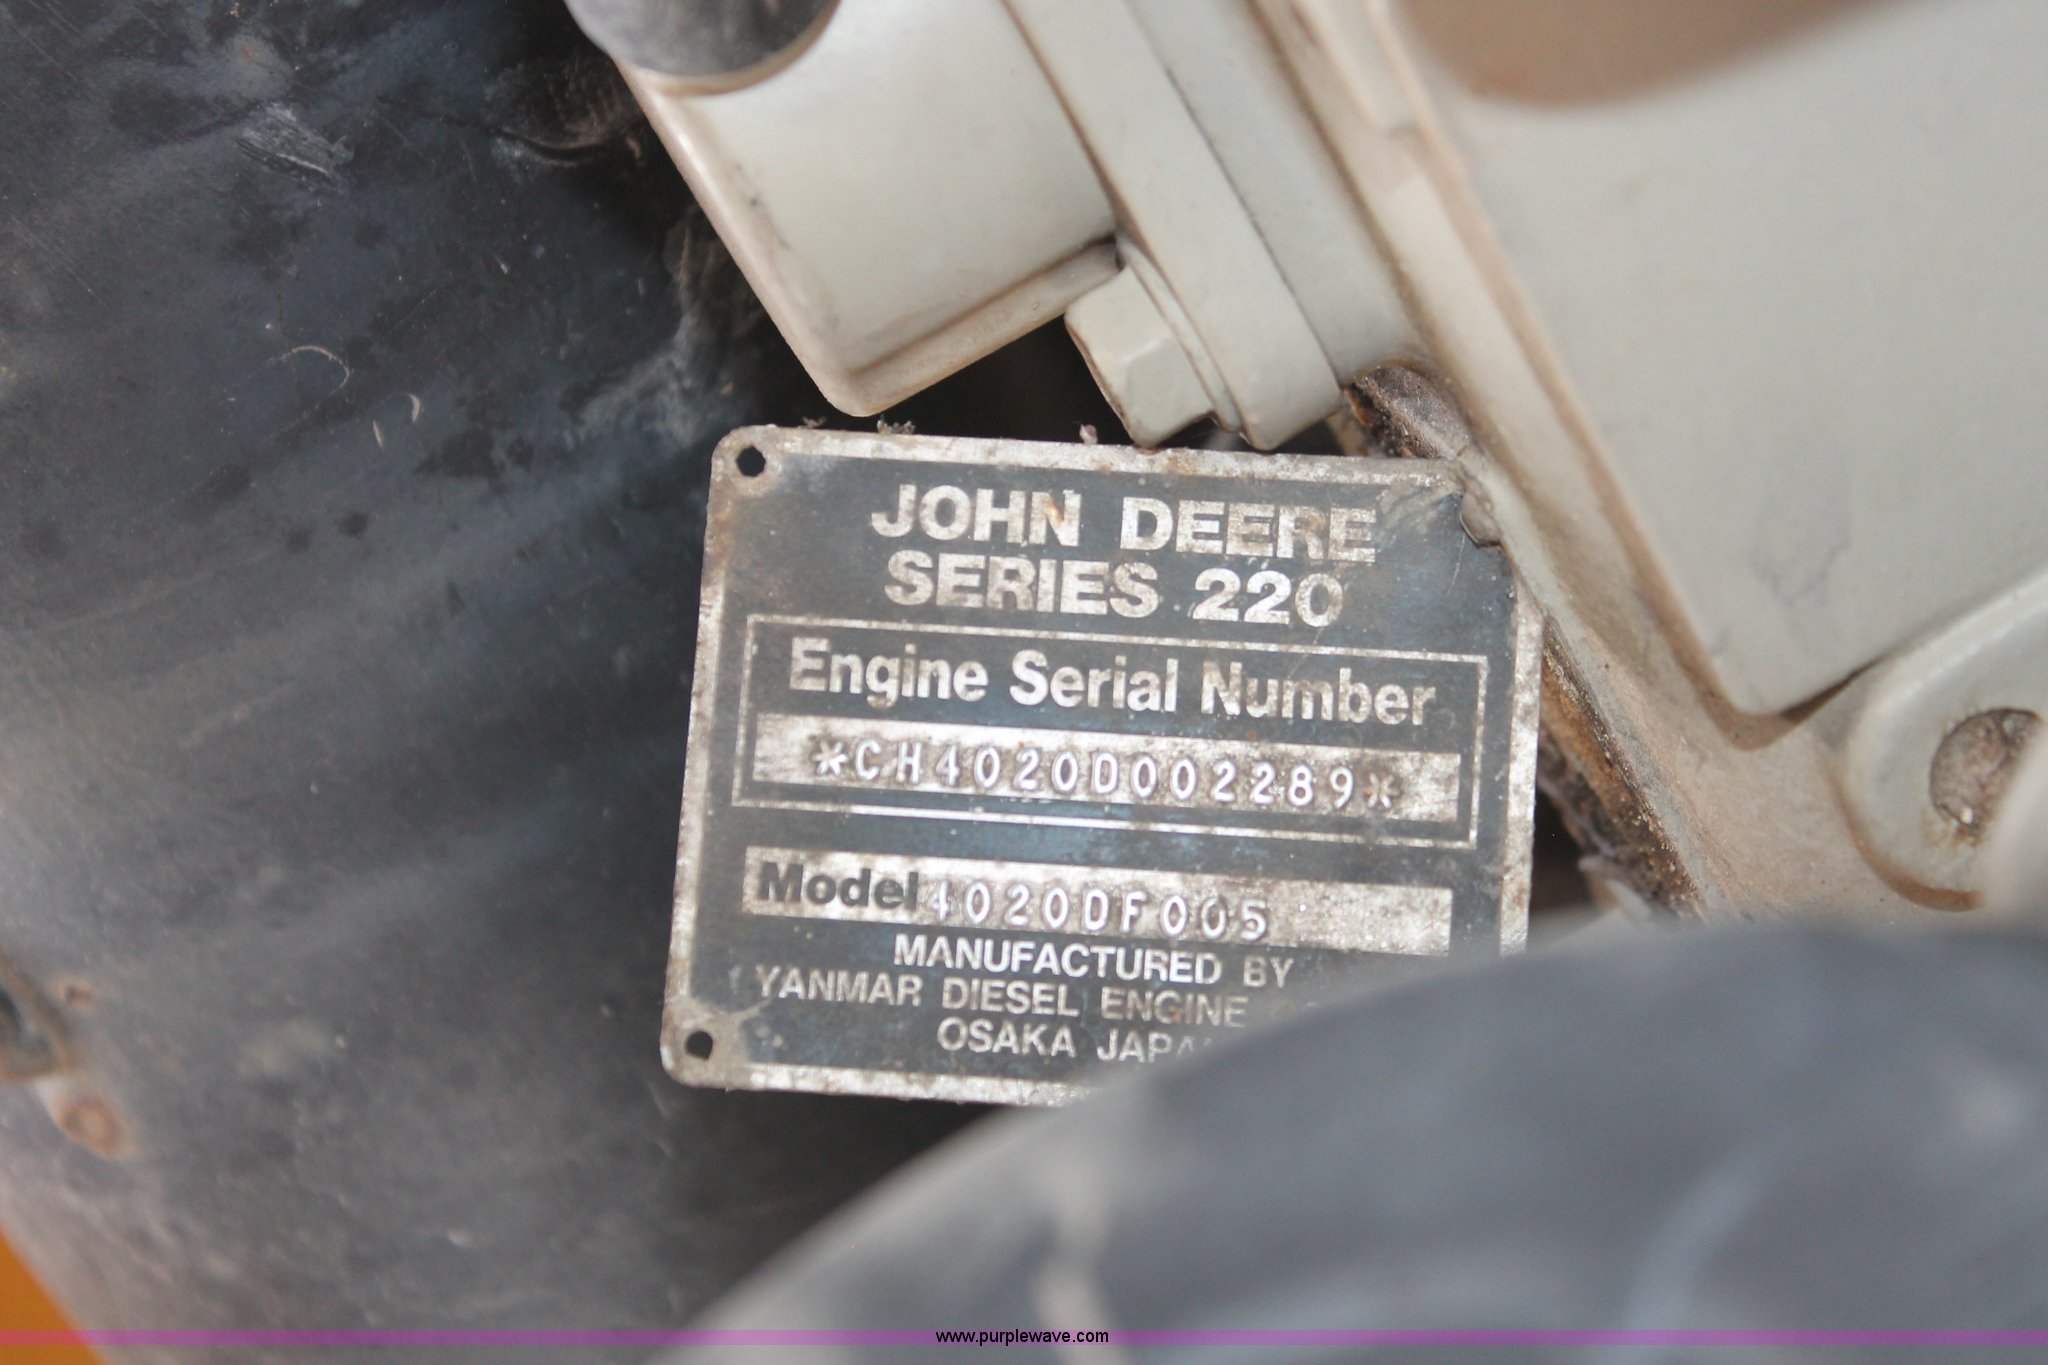 JOHN DEERE
SERIES 220
Engine Serial Number
*CH4020D002289*
Model 4020DF005
MANUFACTURED BY
YANMAR DIESEL ENGINE
OSAKA
www.purplewave.com